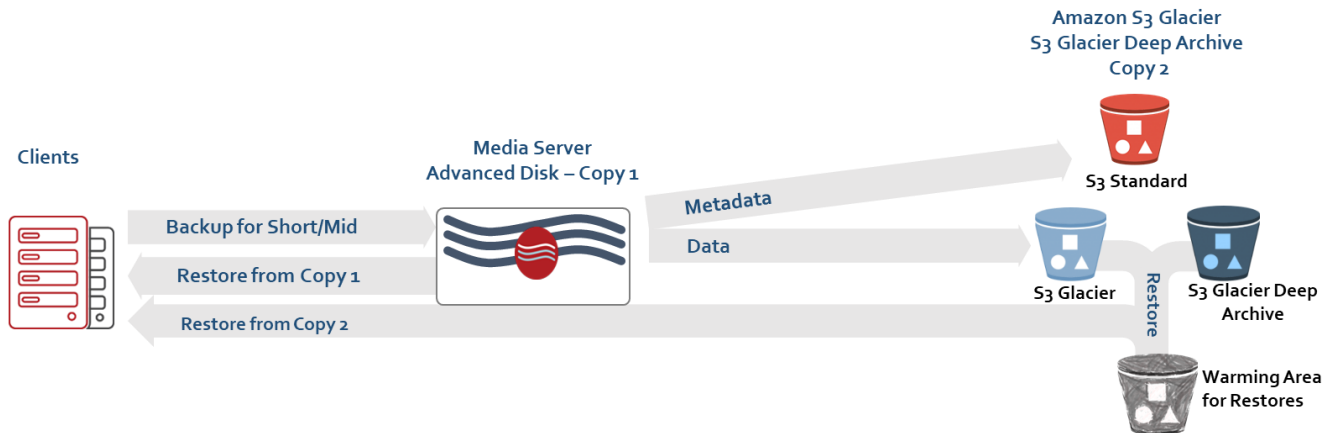 Amazon S3 Glacier
S3 Glacier Deep Archive
Copy 2
Clients
Media Server
Advanced Disk – Copy 1
S3 Standard
Metadata
Backup for Short/Mid
Data
Restore from Copy 1
S3 Glacier
Restore
S3 Glacier Deep
Archive
Restore from Copy 2
Warming Area
for Restores